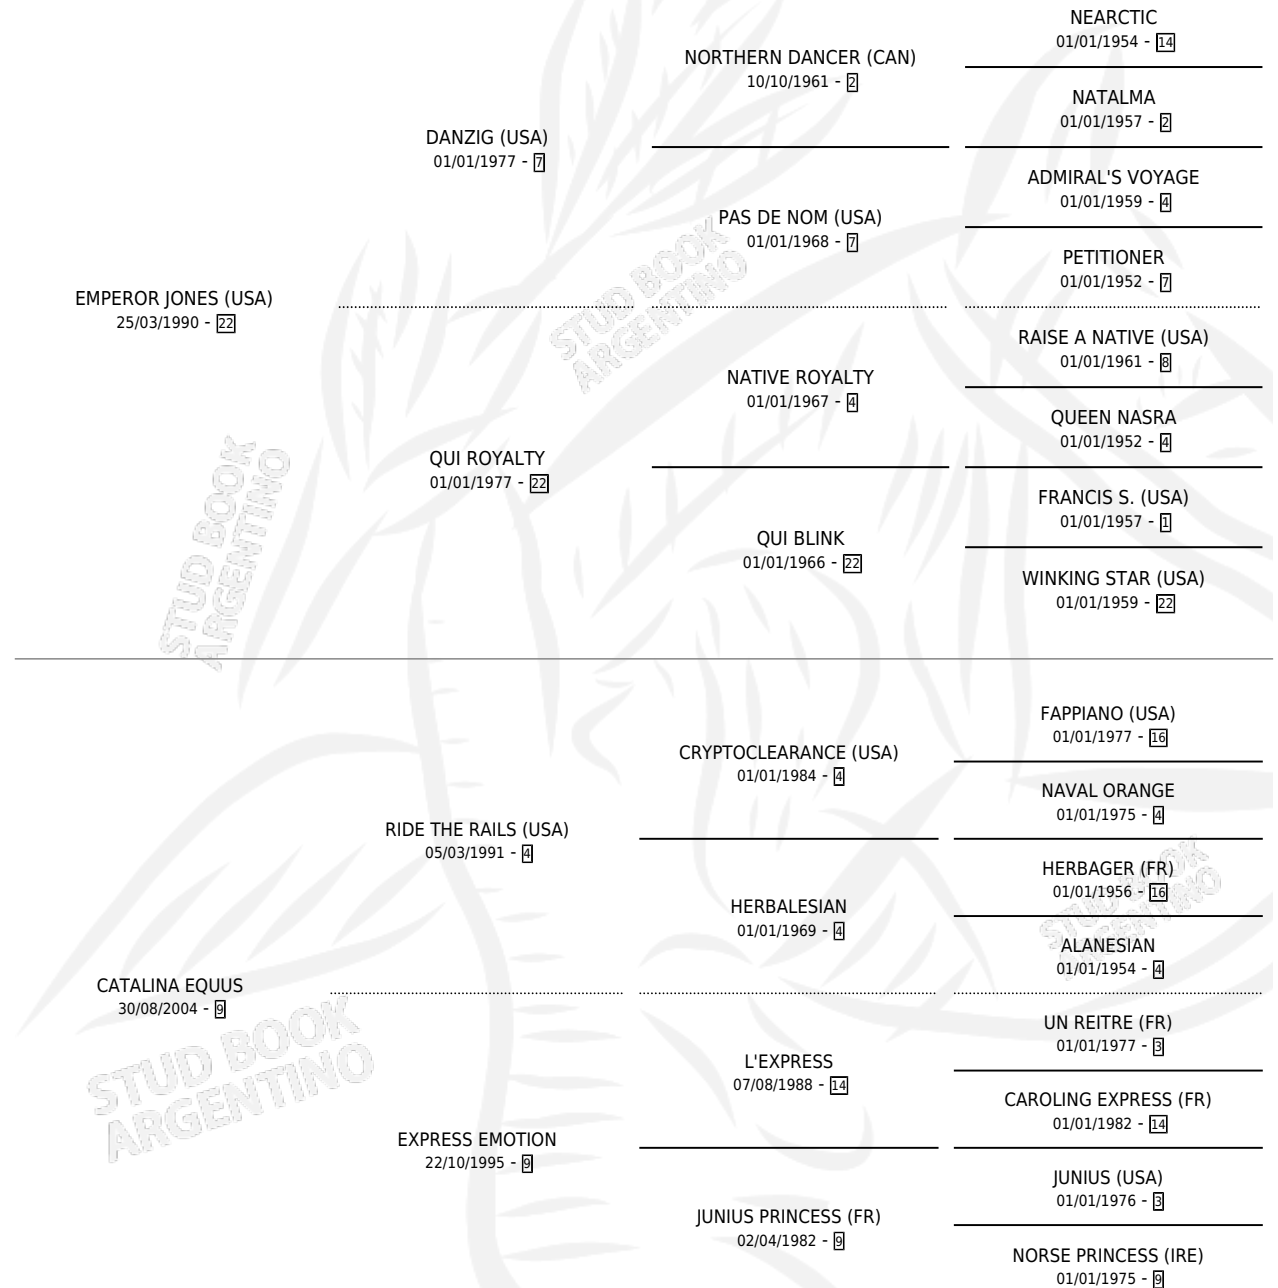 NEARCTIC
01/01/1954 - 14
NORTHERN DANCER (CAN)
10/10/1961 - 2
NATALMA
01/01/1957 - 2
DANZIG (USA)
01/01/1977 - 7
ADMIRAL'S VOYAGE
01/01/1959 - 4
PAS DE NOM (USA)
01/01/1968 - 7
PETITIONER
01/01/1952 - 7
EMPEROR JONES (USA)
25/03/1990 - 22
STUD BOOK
ARGENTINO
RAISE A NATIVE (USA)
01/01/1961 - 8
NATIVE ROYALTY
01/01/1967 - 4
QUEEN NASRA
01/01/1952 - 4
QUI ROYALTY
01/01/1977 - 22
FRANCIS S. (USA)
01/01/1957 - 1
QUI BLINK
01/01/1966 - 22
WINKING STAR (USA)
01/01/1959 - 22
STUD BOOK
ARGENTINO
FAPPIANO (USA)
01/01/1977 - 16
CRYPTOCLEARANCE (USA)
01/01/1984 - 4
NAVAL ORANGE
01/01/1975 - 4
RIDE THE RAILS (USA)
05/03/1991 - 4
HERBAGER (FR)
01/01/1956 - 16
HERBALESIAN
01/01/1969 - 4
STUD BOOK
ARGENTINO
ALANESIAN
01/01/1954 - 4
CATALINA EQUUS
30/08/2004 - 9
UN REITRE (FR)
01/01/1977 - 3
L'EXPRESS
07/08/1988 - 14
STUD BOOK
ARGENTINO
CAROLING EXPRESS (FR)
01/01/1982 - 14
EXPRESS EMOTION
22/10/1995 - 9
JUNIUS (USA)
01/01/1976 - 3
JUNIUS PRINCESS (FR)
02/04/1982 - 9
NORSE PRINCESS (IRE)
01/01/1975 - 9